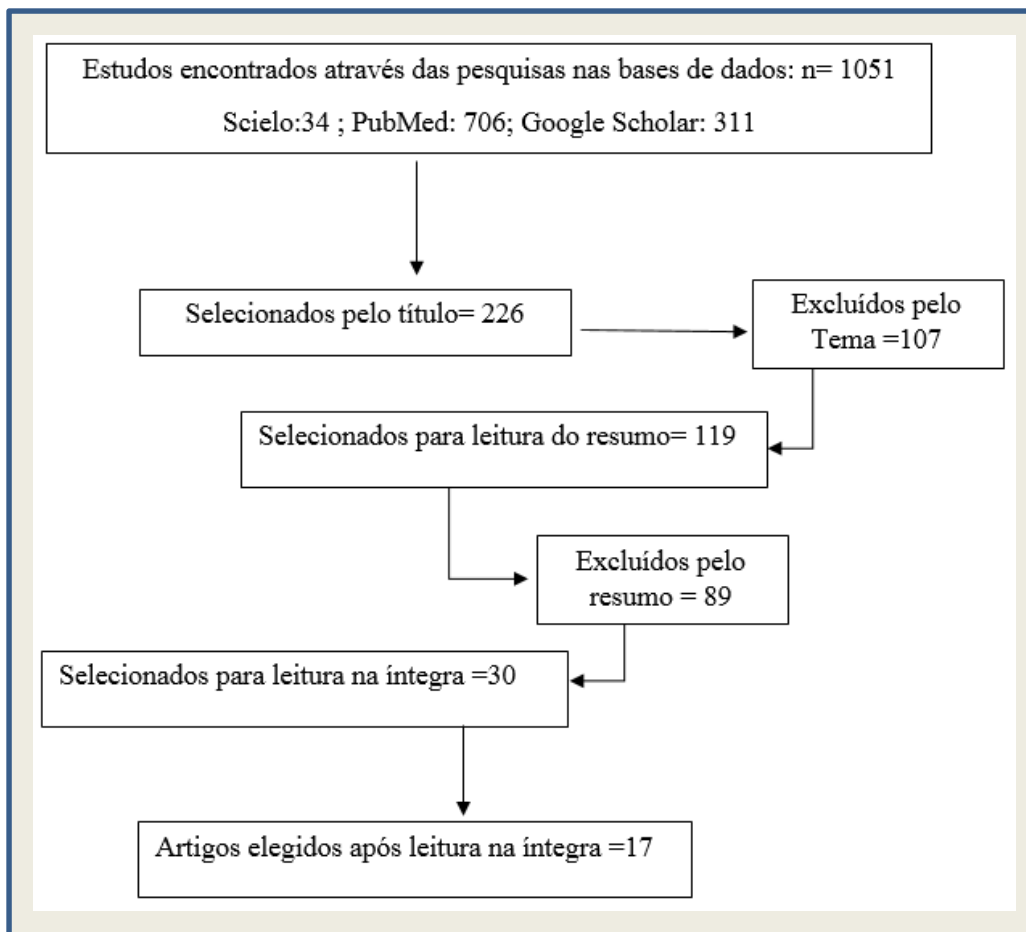 Estudos encontrados através das pesquisas nas bases de dados: n= 1051
Scielo:34 ; PubMed: 706; Google Scholar: 311
Selecionados pelo título= 226
Excluídos pelo
Tema =107
Selecionados para leitura do resumo= 119
Excluídos pelo
resumo = 89
Selecionados para leitura na íntegra =30
Artigos elegidos após leitura na íntegra =17